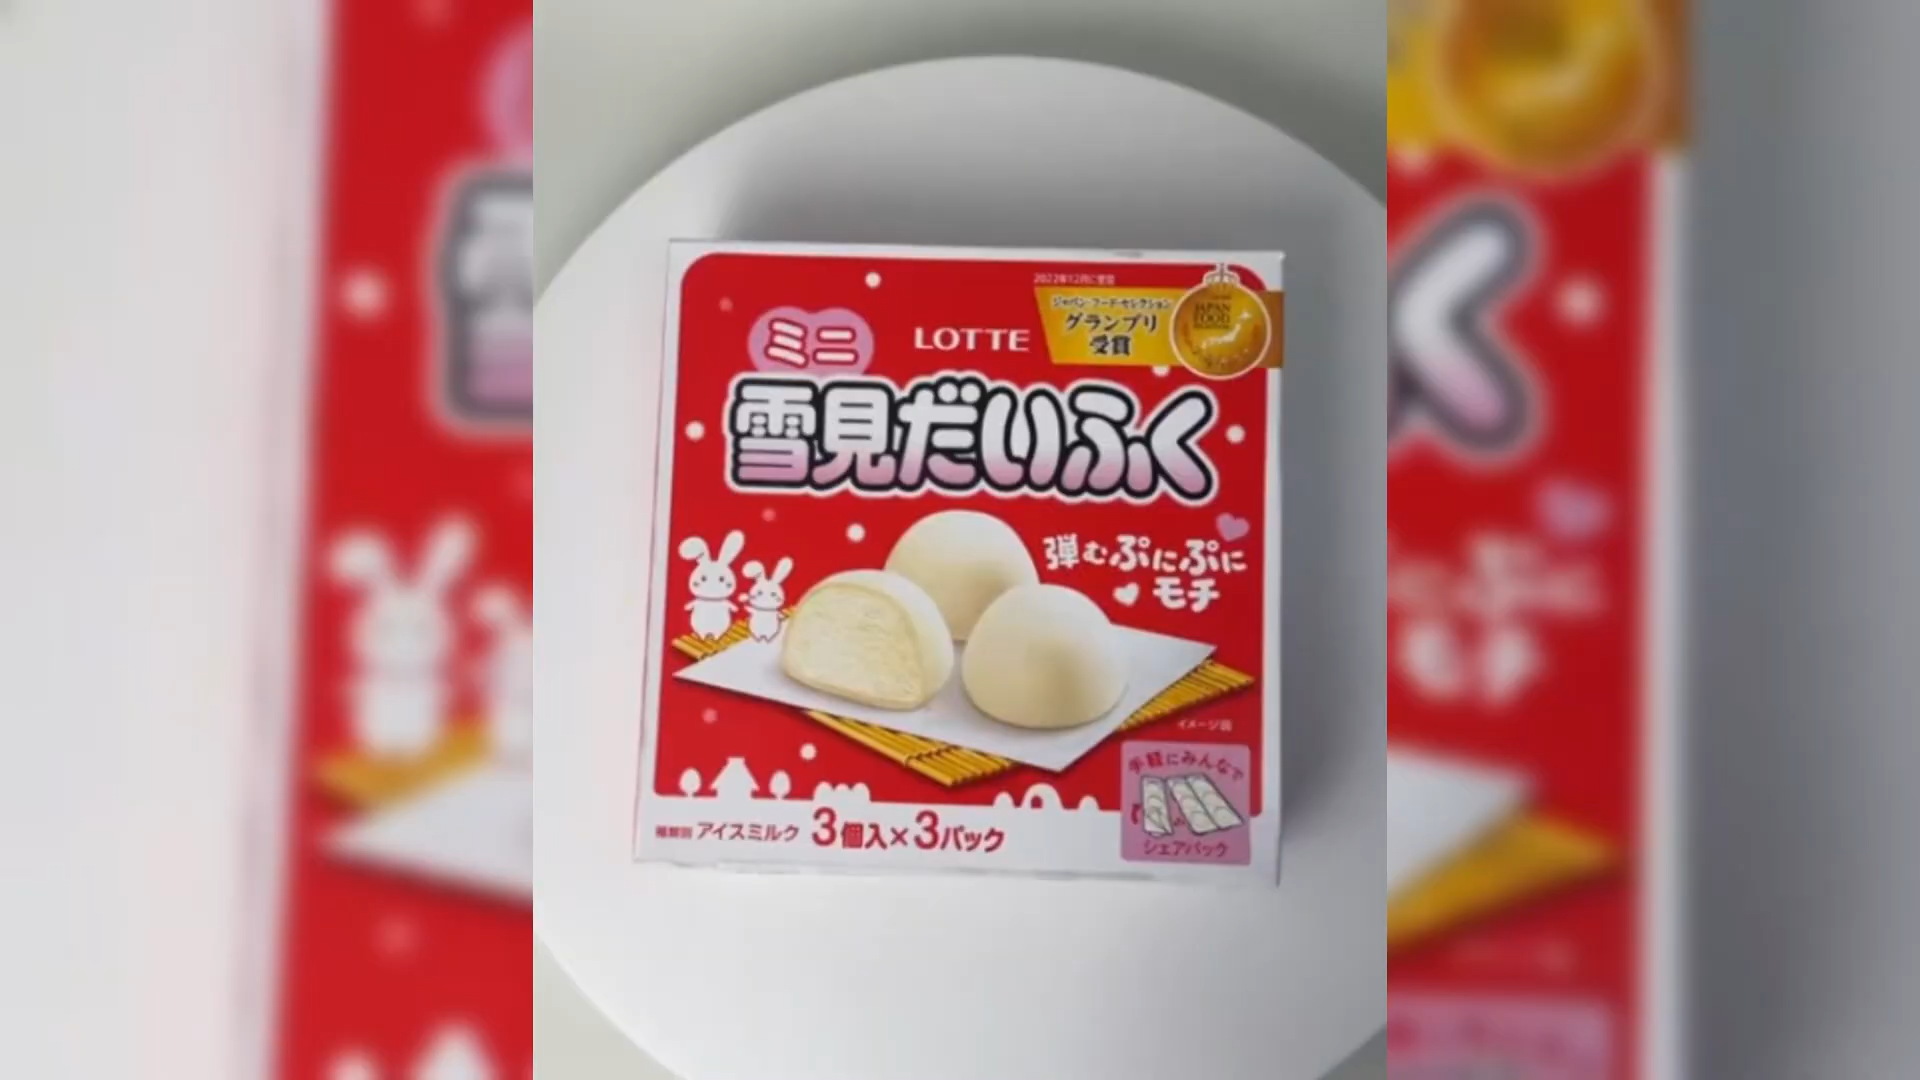 2022年12月に受賞
ジャパン・フード・セレクション
グランプリ
受賞
JAPAN
FOOD
ミニ
LOTTE
雪見だいふく
弾むぷにぷに
モチ
イメージ図
手軽にみんなで
シェアパック
種類別 アイスミルク 3個入×3パック